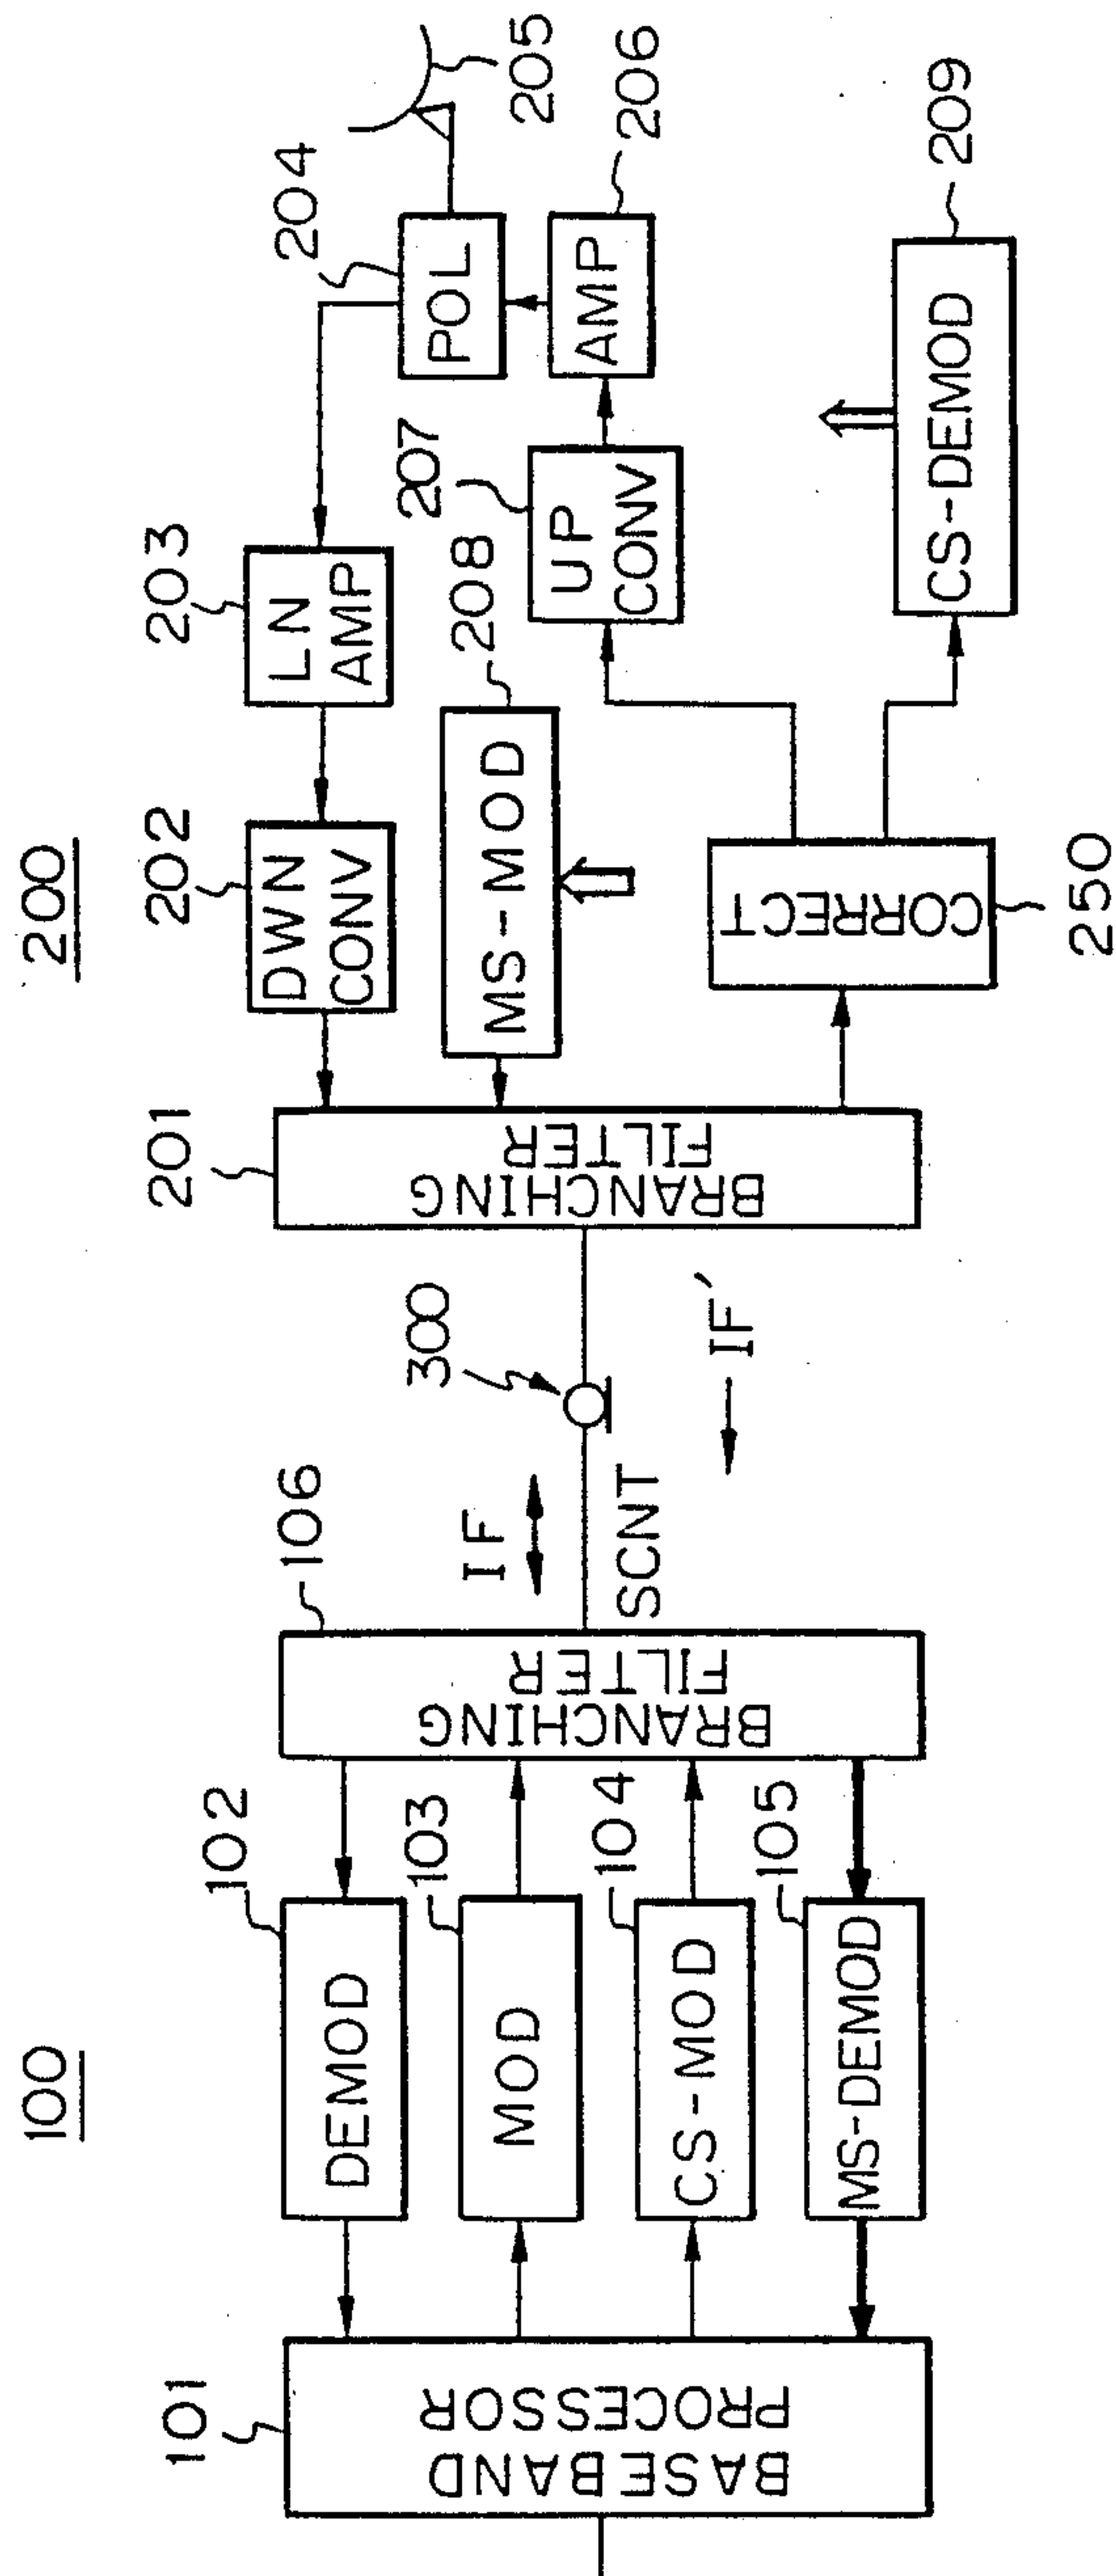 100
200
101
BASEBAND
PROCESSOR
102
DEMOD
103
MOD
104
CS-MOD
105
MS-DEMOD
106
BRANCHING
FILTER
IF
SCNT
300
IF'
201
BRANCHING
FILTER
202
DWN
CONV
203
LN
AMP
204
POL
205
206
AMP
207
UP
CONV
208
MS-MOD
CORRECT
250
209
CS-DEMOD